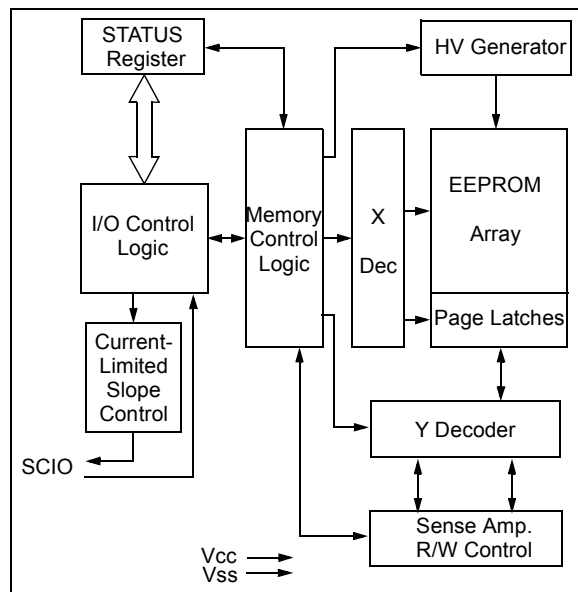 STATUS
Register
HV Generator
I/O Control
Logic
Memory
Control
Logic
X
Dec
EEPROM
Array
Page Latches
Current-
Limited
Slope
Control
SCIO
Y Decoder
Sense Amp.
R/W Control
Vcc
Vss